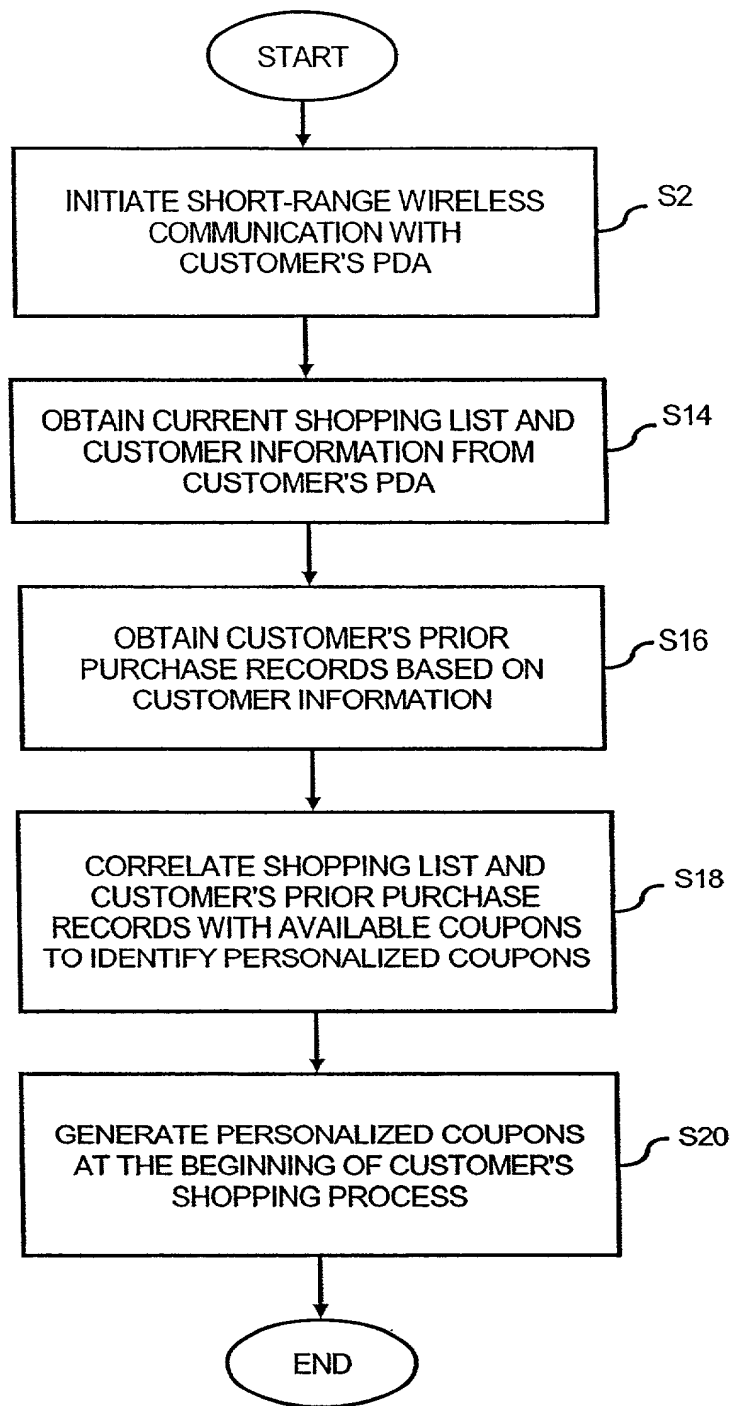 START
INITIATE SHORT-RANGE WIRELESS
COMMUNICATION WITH
CUSTOMER'S PDA
S2
OBTAIN CURRENT SHOPPING LIST AND
CUSTOMER INFORMATION FROM
CUSTOMER'S PDA
S14
OBTAIN CUSTOMER'S PRIOR
PURCHASE RECORDS BASED ON
CUSTOMER INFORMATION
S16
CORRELATE SHOPPING LIST AND
CUSTOMER'S PRIOR PURCHASE
RECORDS WITH AVAILABLE COUPONS
TO IDENTIFY PERSONALIZED COUPONS
S18
GENERATE PERSONALIZED COUPONS
AT THE BEGINNING OF CUSTOMER'S
SHOPPING PROCESS
S20
END